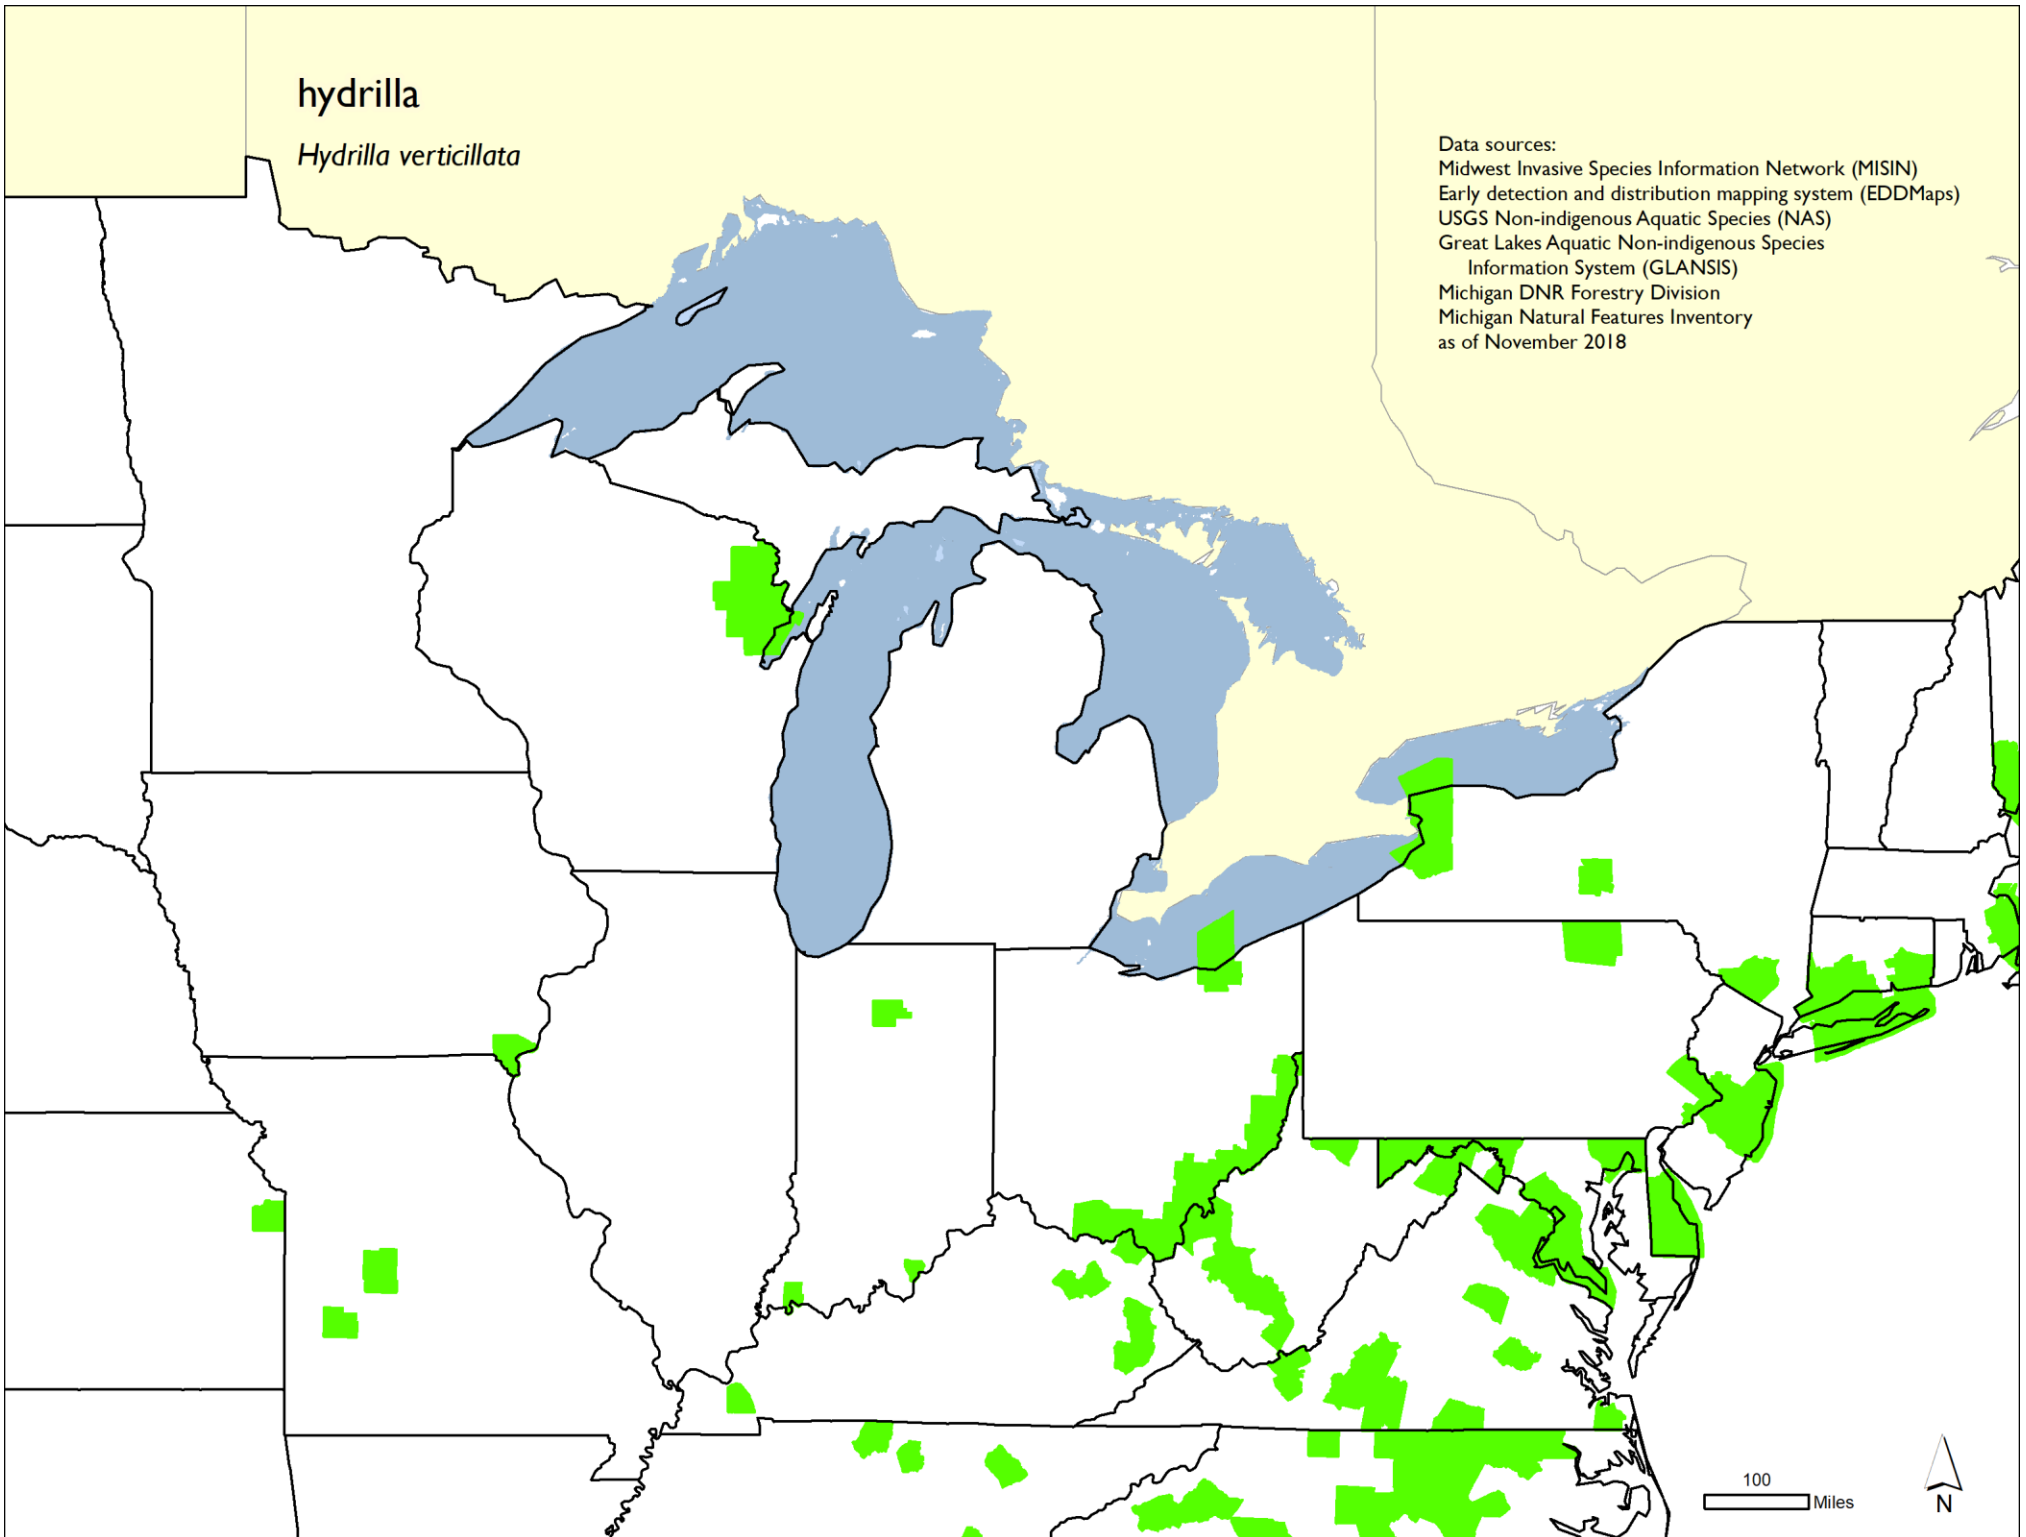 hydrilla
Hydrilla verticillata
Data sources:
Midwest Invasive Species Information Network (MISIN)
Early detection and distribution mapping system (EDDMaps)
USGS Non-indigenous Aquatic Species (NAS)
Great Lakes Aquatic Non-indigenous Species
Information System (GLANSIS)
Michigan DNR Forestry Division
Michigan Natural Features Inventory
as of November 2018
100
Miles
N